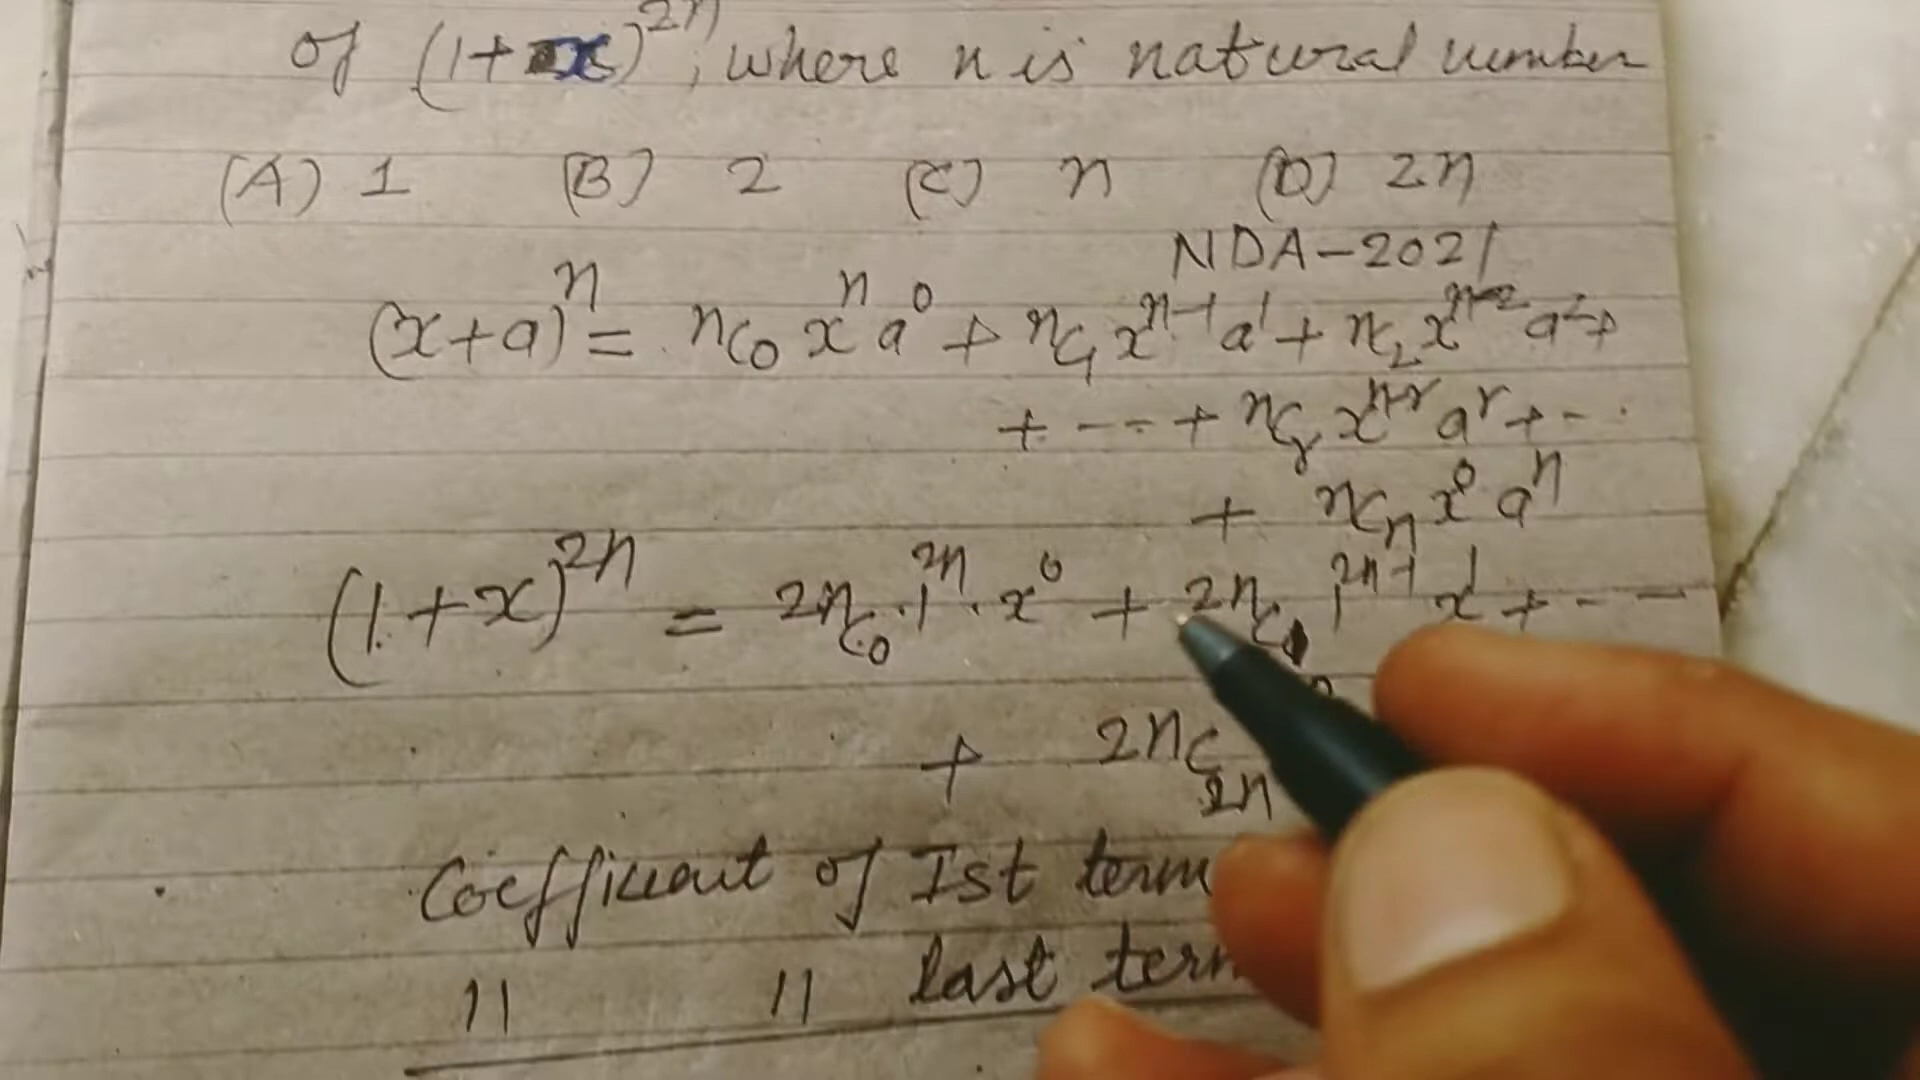 of (1+x)^2n, where n is natural number
(A) 1 (B) 2 (C) n (D) 2n
NDA-2021
(x+a)^n = nC0 x^n a^0 + nC1 x^n-1 a^1 + nC2 x^n-2 a^2 +
+ --- + nCr x^n-r a^r + - ..
+ nCn x^0 a^n
(1+x)^2n = 2nC0 · 1^2n · x^0 + 2nC1 1^2n-1 x^1 + - - -
+ 2nC2n
Coefficient of Ist term
11 11 last